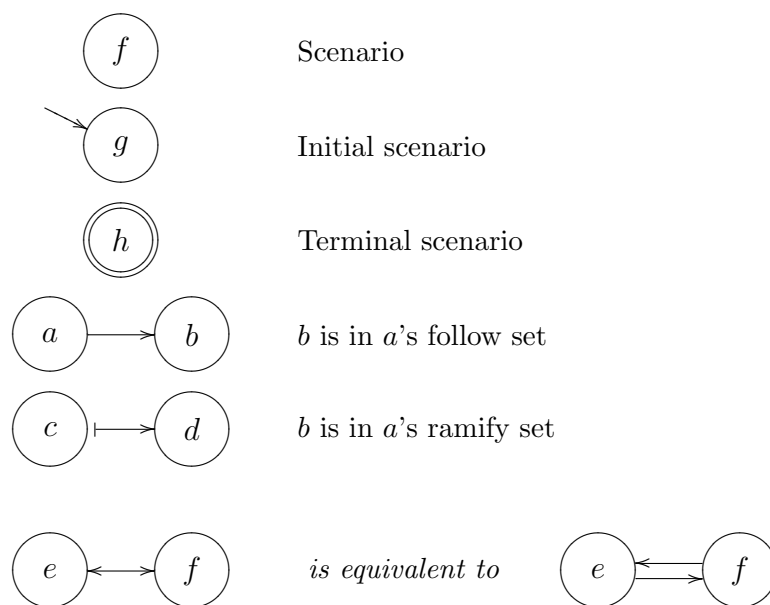 f Scenario
g Initial scenario
h Terminal scenario
a b b is in a's follow set
c d b is in a's ramify set
e f is equivalent to e f